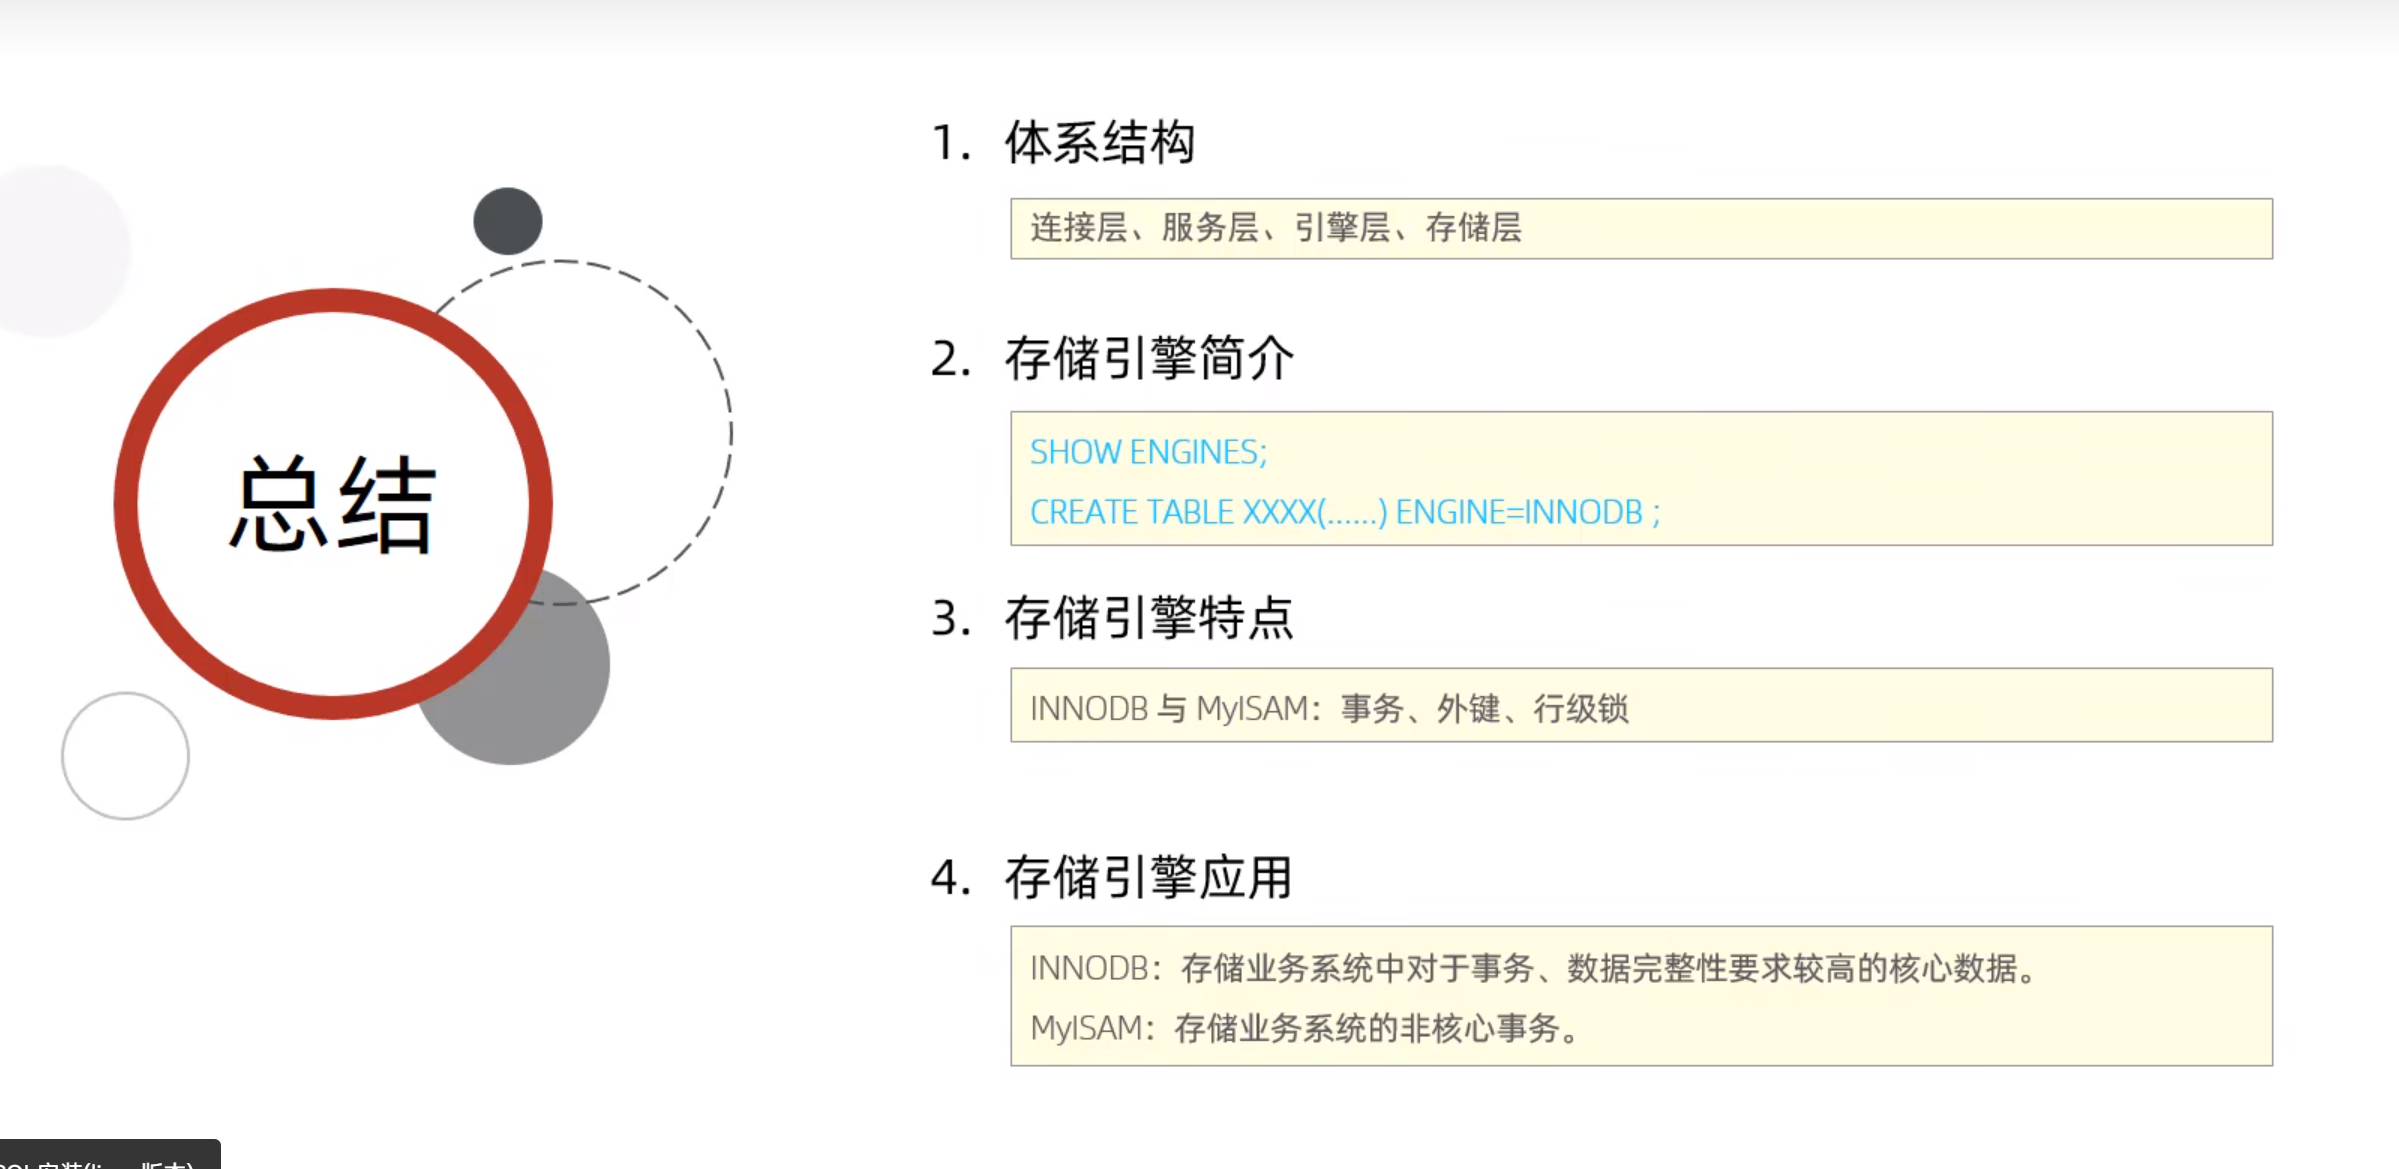 总结
1. 体系结构
连接层、服务层、引擎层、存储层
2. 存储引擎简介
SHOW ENGINES;
CREATE TABLE XXXX(……) ENGINE=INNODB ;
3. 存储引擎特点
INNODB 与 MyISAM：事务、外键、行级锁
4. 存储引擎应用
INNODB：存储业务系统中对于事务、数据完整性要求较高的核心数据。
MyISAM：存储业务系统的非核心事务。